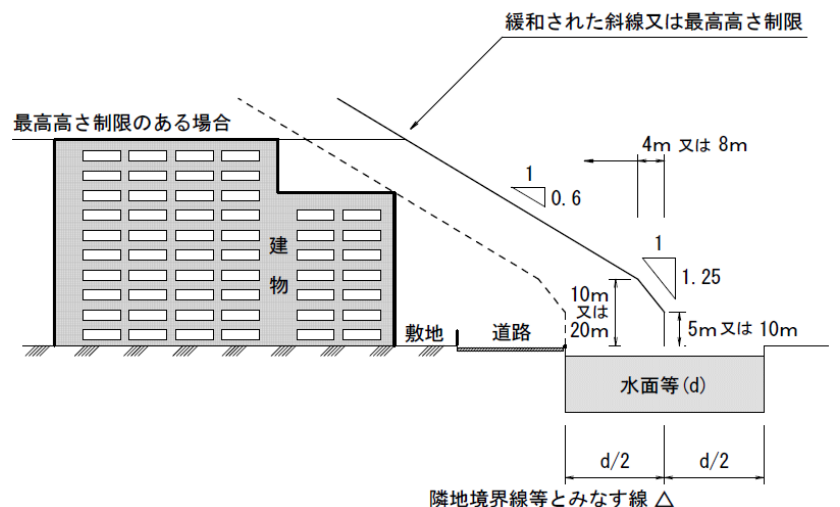 緩和された斜線又は最高高さ制限
最高高さ制限のある場合
4m 又は 8m
1
0.6
1
1.25
建物
10m
又は
20m
5m 又は 10m
敷地
道路
水面等(d)
d/2
d/2
隣地境界線等とみなす線 △